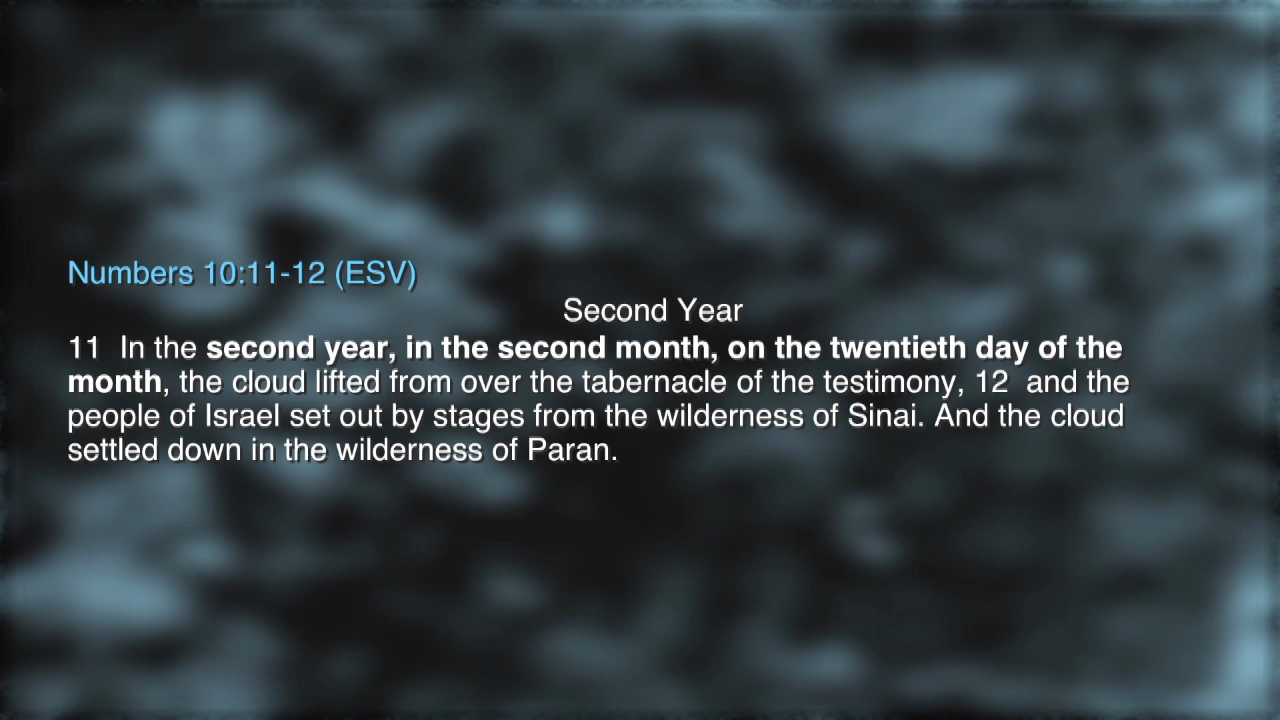 Numbers 10:11-12 (ESV)
Second Year
11 In the second year, in the second month, on the twentieth day of the
month, the cloud lifted from over the tabernacle of the testimony, 12 and the
people of Israel set out by stages from the wilderness of Sinai. And the cloud
settled down in the wilderness of Paran.